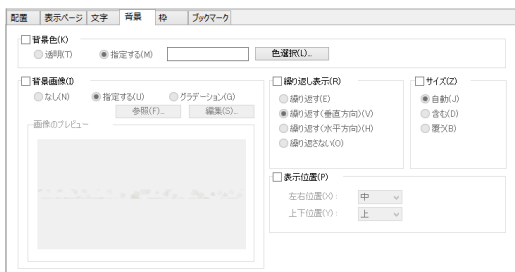 配置 表示ページ 文字 背景 枠 ブックマーク
背景色(K)
透明(T) 指定する(M) 色選択(L)...
背景画像(I)
なし(N) 指定する(U) グラデーション(G)
参照(F)... 編集(S)...
画像のプレビュー
繰り返し表示(R)
繰り返す(E)
繰り返す(垂直方向)(V)
繰り返す(水平方向)(H)
繰り返さない(O)
サイズ(Z)
自動(J)
含む(D)
覆う(B)
表示位置(P)
左右位置(X): 中
上下位置(Y): 上